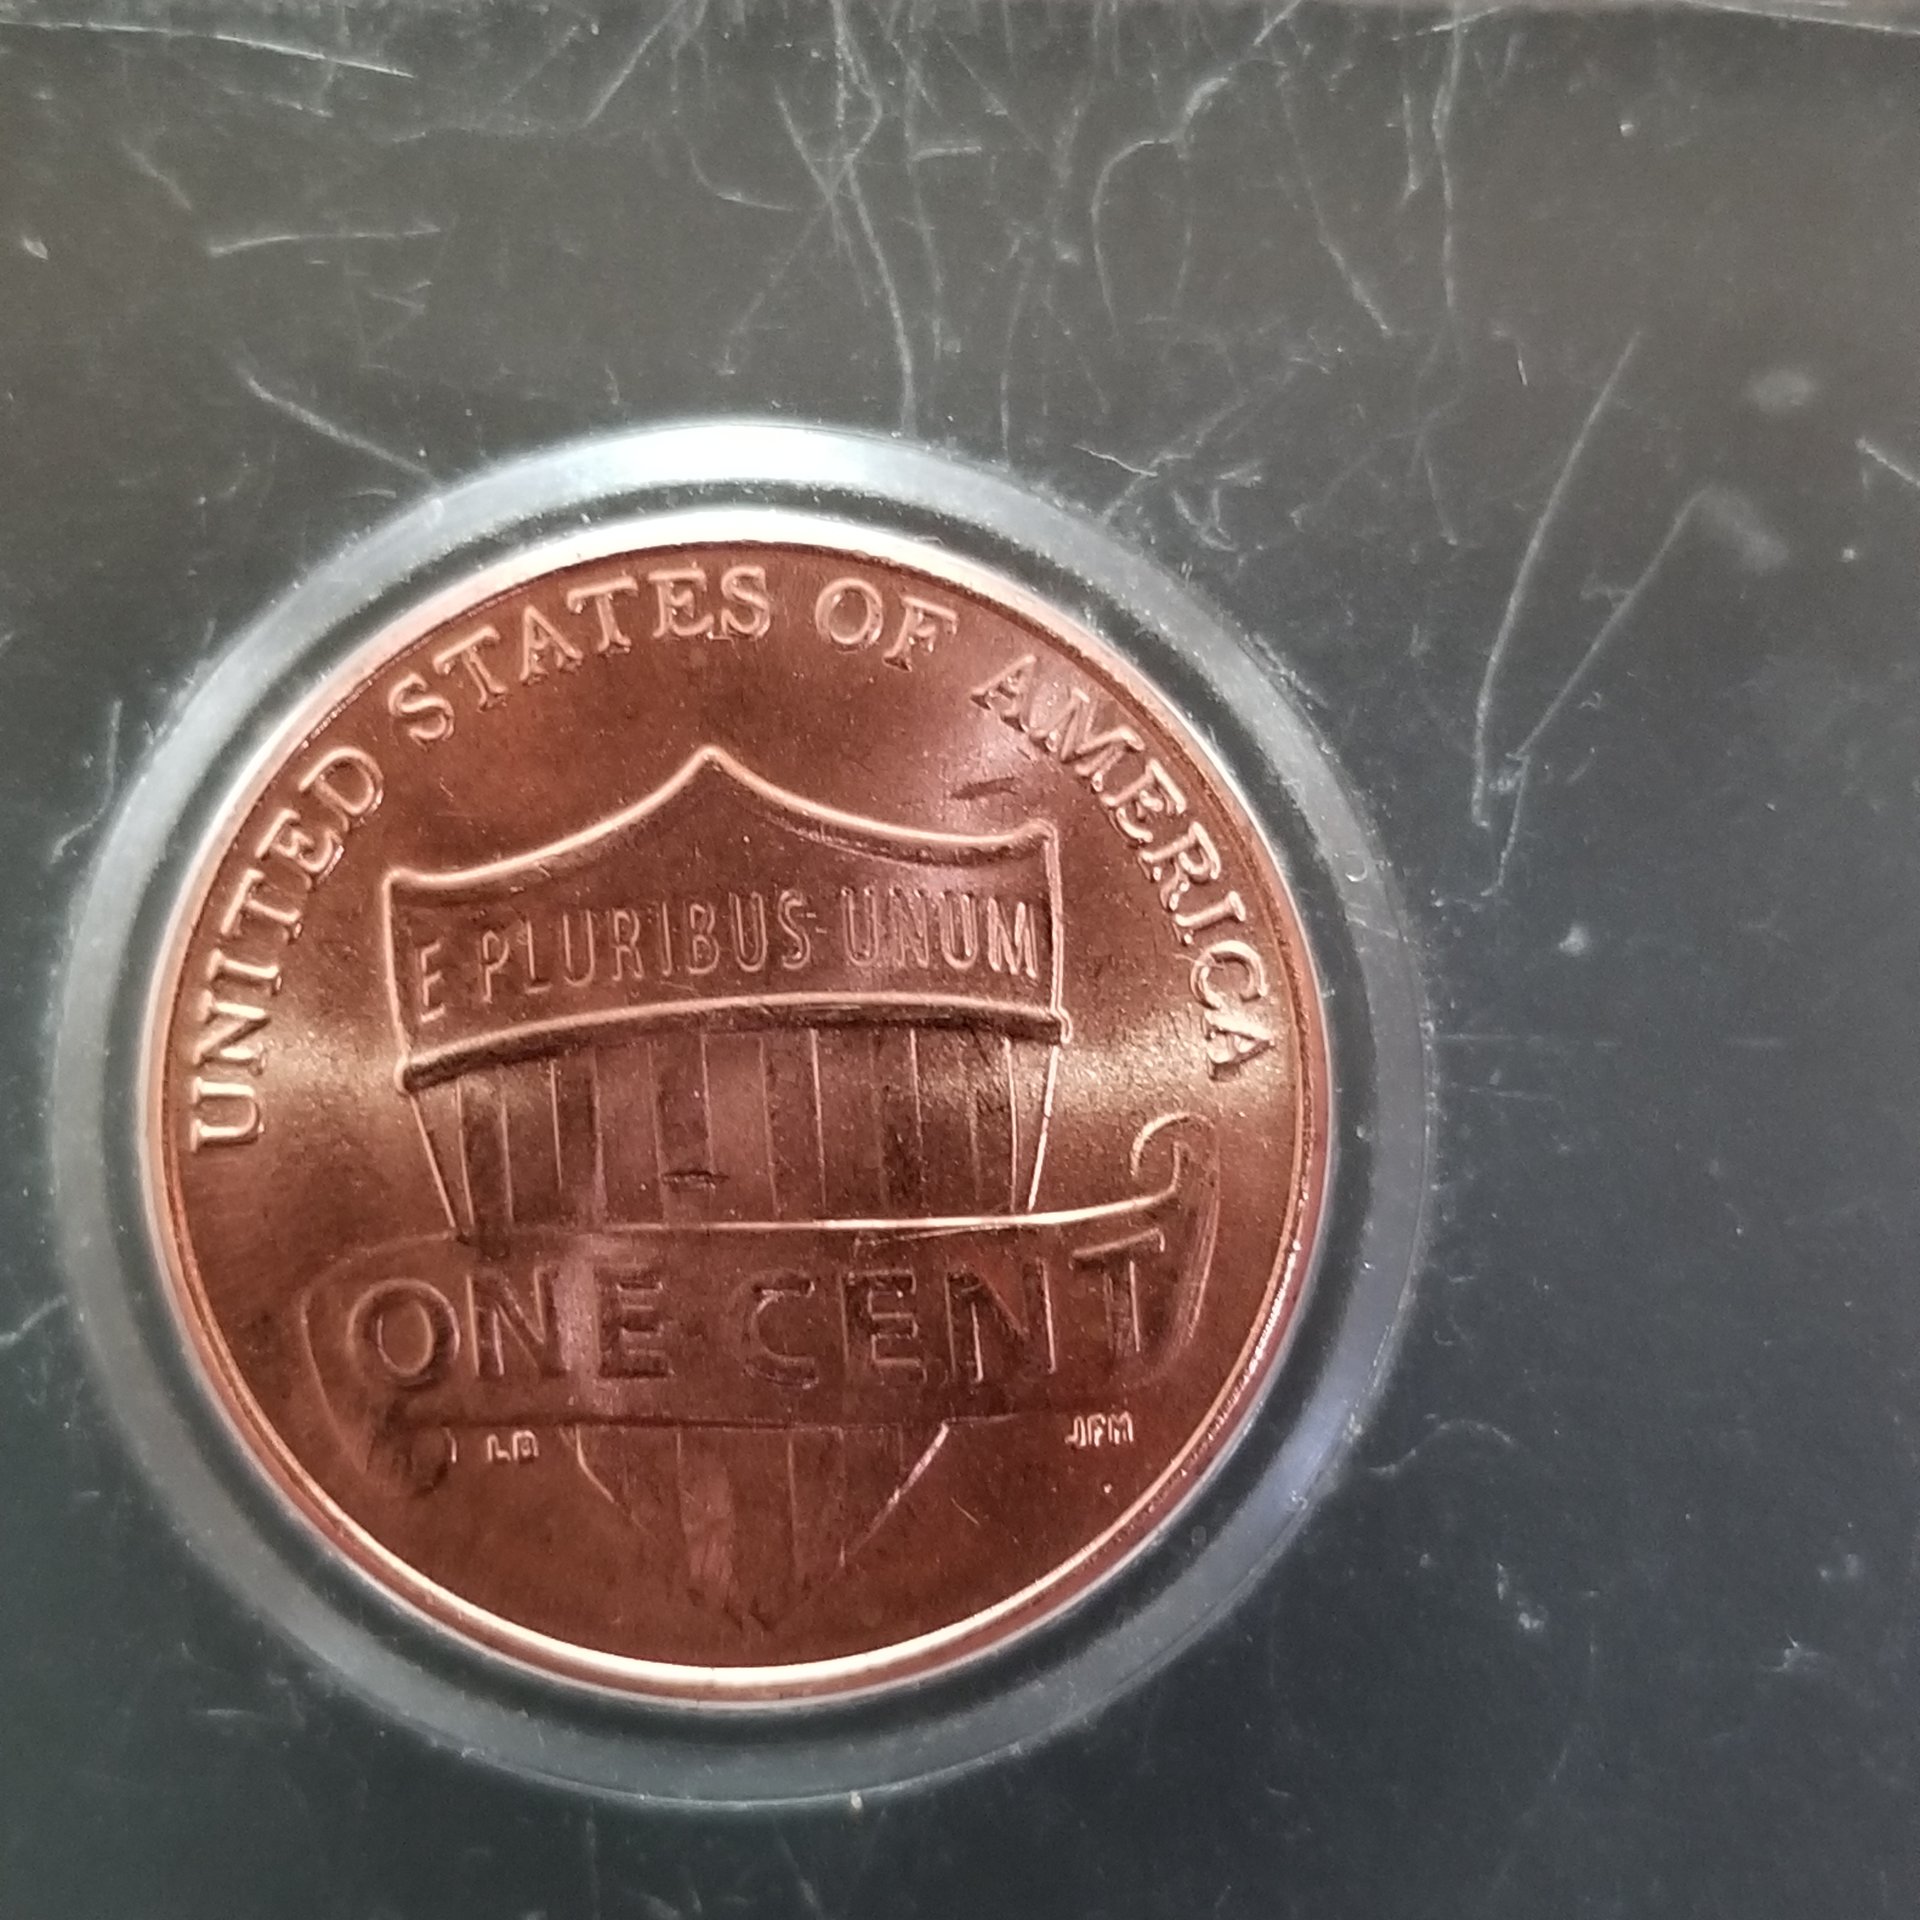 UNITED STATES OF AMERICA
E PLURIBUS UNUM
ONE CENT
LB JFM